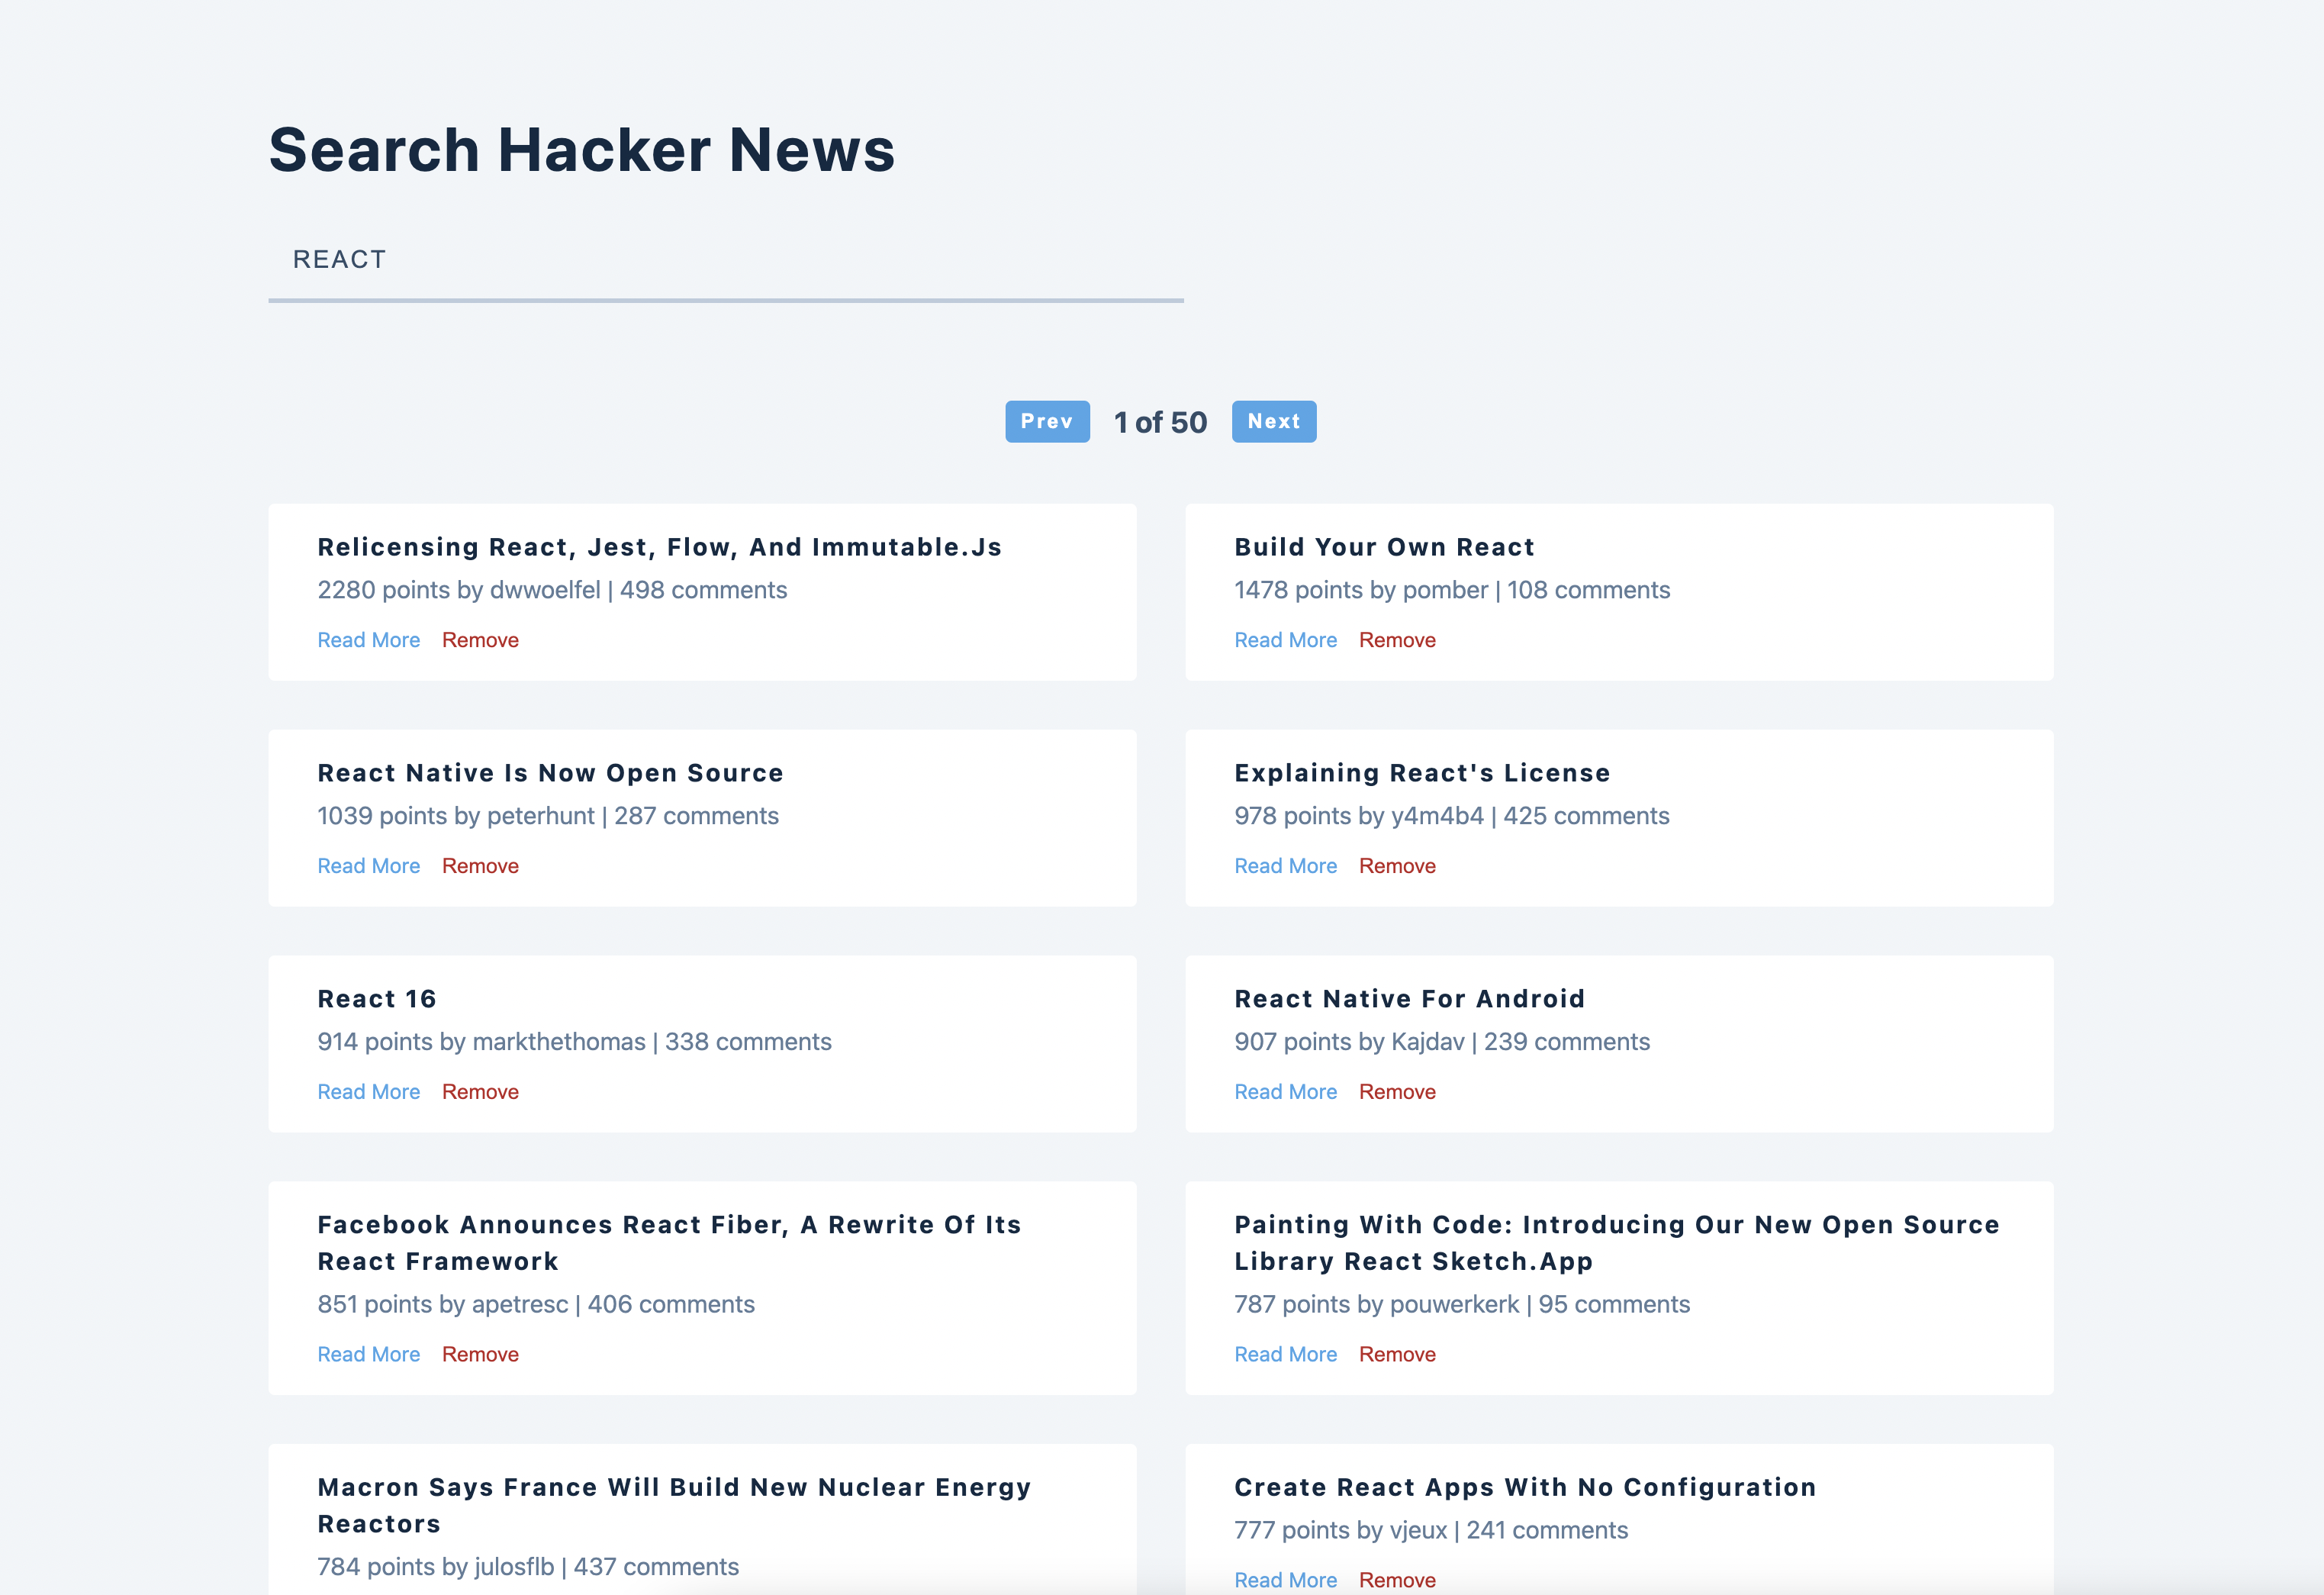 Search Hacker News
REACT
Prev 1 of 50 Next
Relicensing React, Jest, Flow, And Immutable.Js
2280 points by dwwoelfel | 498 comments
Read More Remove
Build Your Own React
1478 points by pomber | 108 comments
Read More Remove
React Native Is Now Open Source
1039 points by peterhunt | 287 comments
Read More Remove
Explaining React's License
978 points by y4m4b4 | 425 comments
Read More Remove
React 16
914 points by markthethomas | 338 comments
Read More Remove
React Native For Android
907 points by Kajdav | 239 comments
Read More Remove
Facebook Announces React Fiber, A Rewrite Of Its
React Framework
851 points by apetresc | 406 comments
Read More Remove
Painting With Code: Introducing Our New Open Source
Library React Sketch.App
787 points by pouwerkerk | 95 comments
Read More Remove
Macron Says France Will Build New Nuclear Energy
Reactors
784 points by julosflb | 437 comments
Create React Apps With No Configuration
777 points by vjeux | 241 comments
Read More Remove